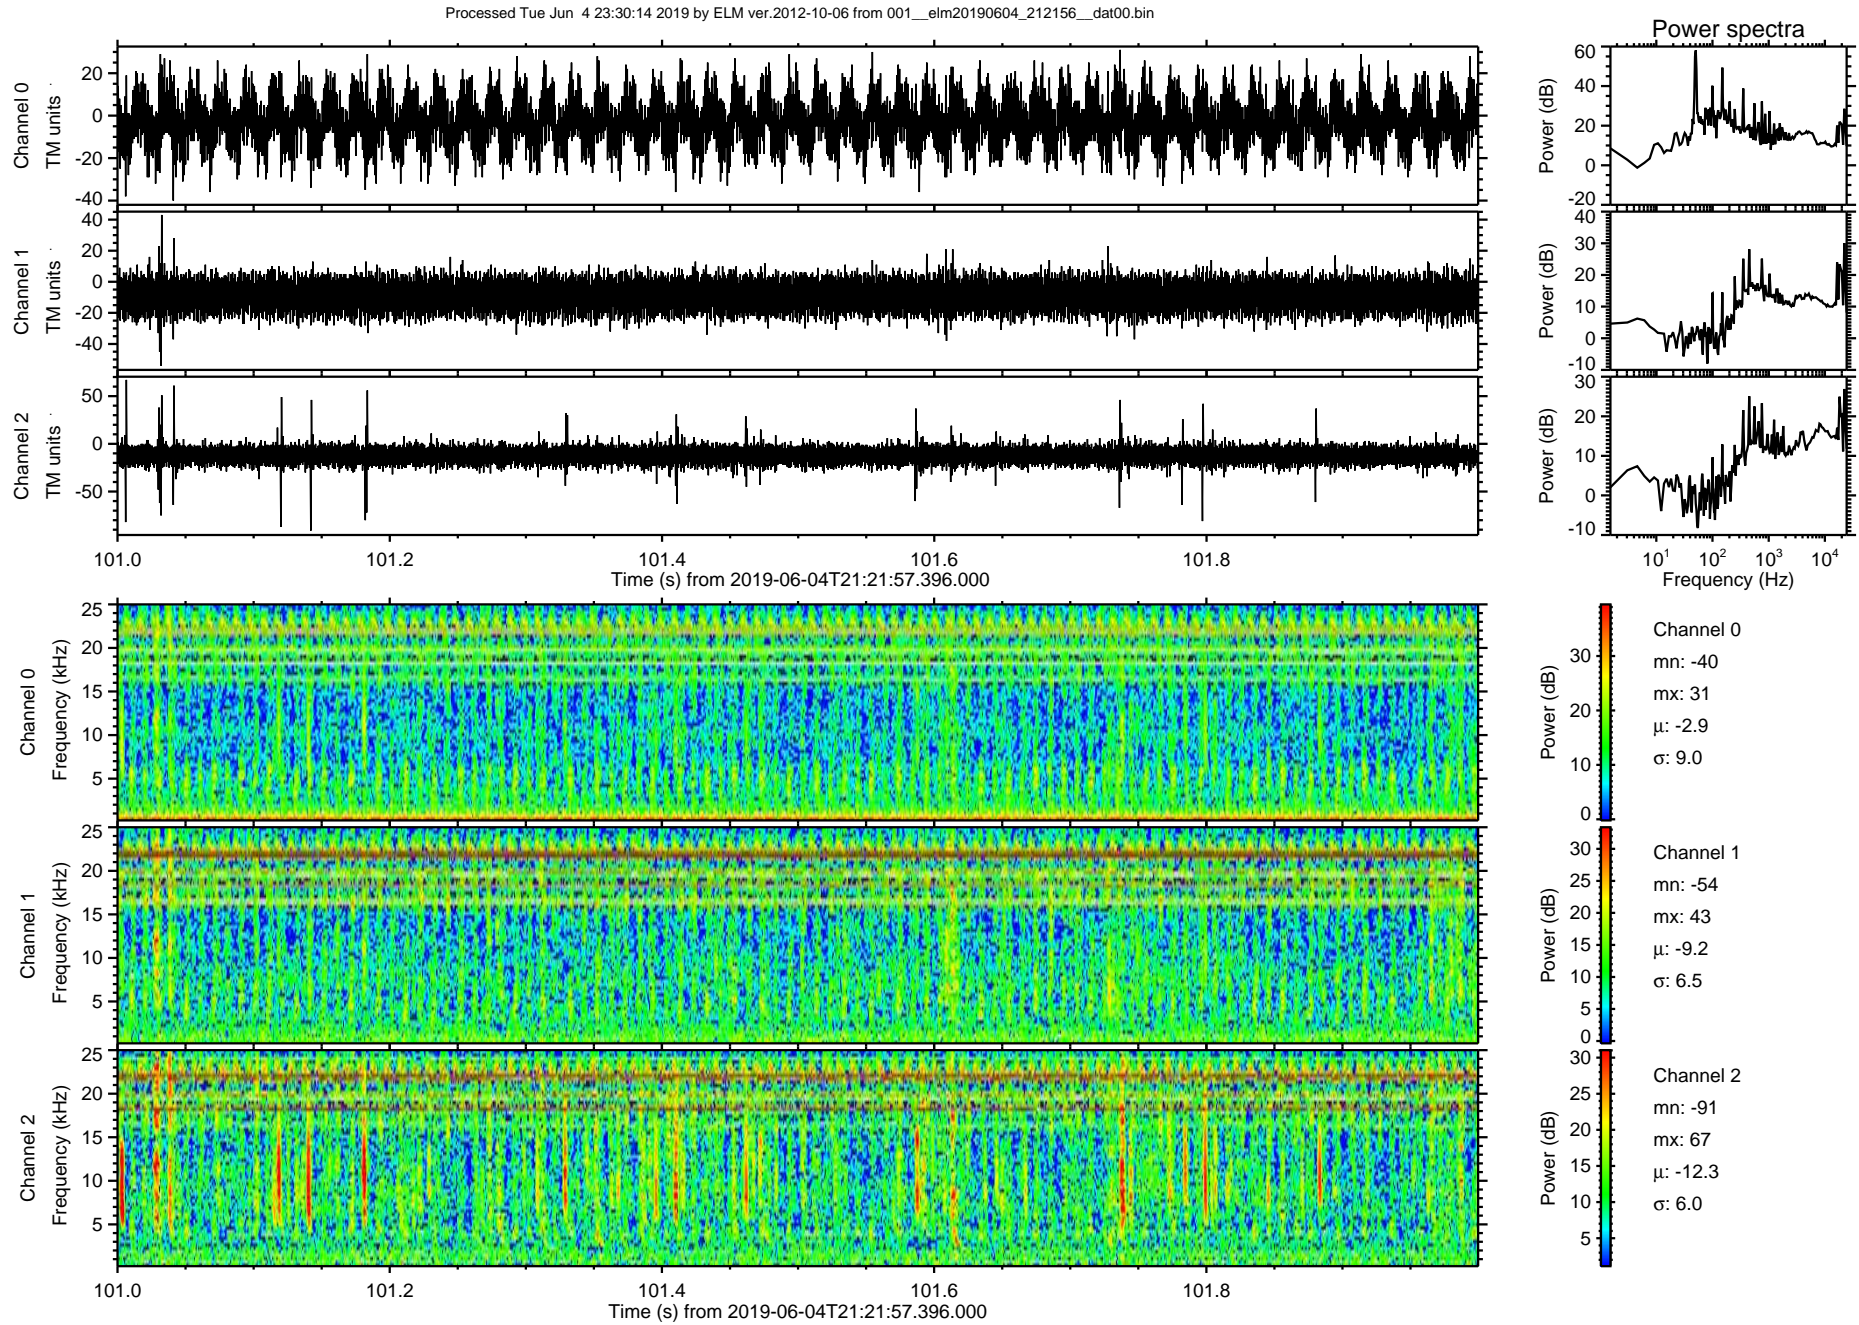 Processed Tue Jun  4 23:30:14 2019 by ELM ver.2012-10-06 from 001__elm20190604_212156__dat00.bin
Power spectra
Channel 0
TM units
20
0
-20
-40
Power (dB)
60
40
20
0
-20
Channel 1
TM units
40
20
0
-20
-40
Power (dB)
40
30
20
10
0
-10
Channel 2
TM units
50
0
-50
Power (dB)
30
20
10
0
-10
101.0 101.2 101.4 101.6 101.8
Time (s) from 2019-06-04T21:21:57.396.000
10¹ 10² 10³ 10⁴
Frequency (Hz)
Channel 0
Frequency (kHz)
25
20
15
10
5
Power (dB)
30
20
10
0
Channel 0
mn: -40
mx: 31
μ: -2.9
σ: 9.0
Channel 1
Frequency (kHz)
25
20
15
10
5
Power (dB)
30
25
20
15
10
5
0
Channel 1
mn: -54
mx: 43
μ: -9.2
σ: 6.5
Channel 2
Frequency (kHz)
25
20
15
10
5
Power (dB)
30
25
20
15
10
5
Channel 2
mn: -91
mx: 67
μ: -12.3
σ: 6.0
101.0 101.2 101.4 101.6 101.8
Time (s) from 2019-06-04T21:21:57.396.000